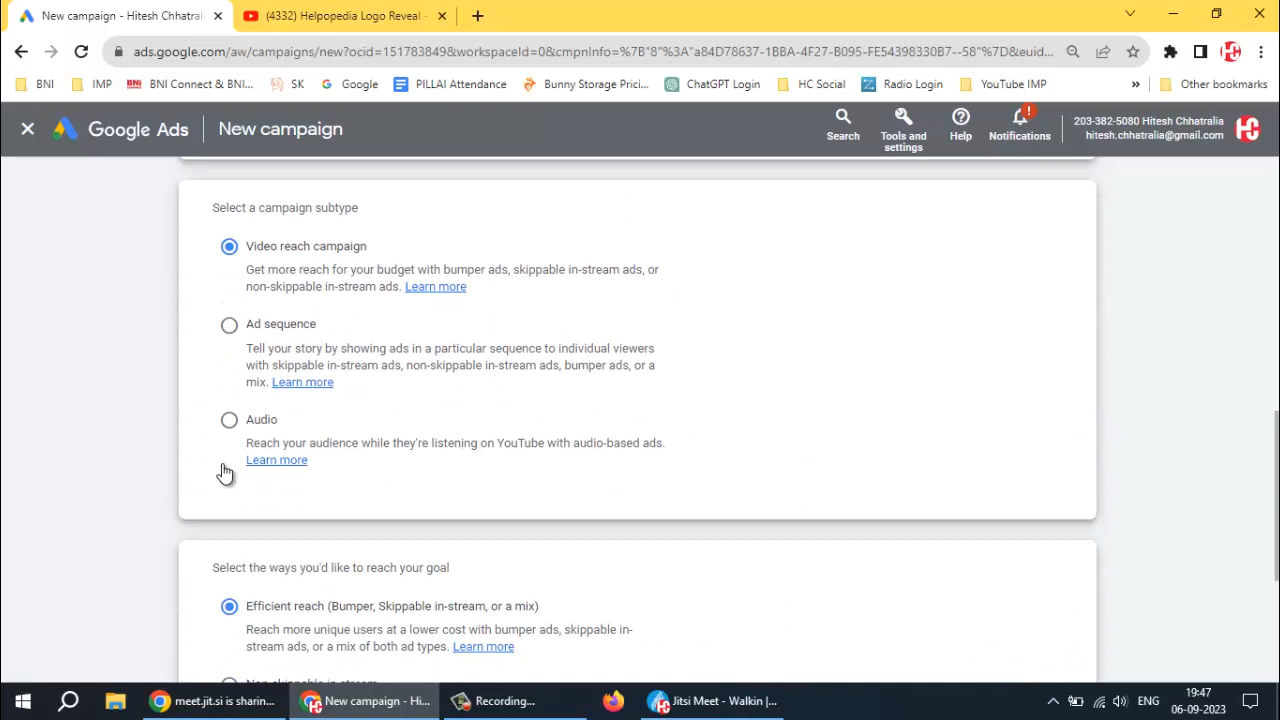 New campaign - Hitesh Chhatrali
(4332) Helpopedia Logo Reveal -
ads.google.com/aw/campaigns/new?ocid=151783849&workspaceId=0&cmpnInfo=%7B"8"%3A"a84D78637-1BBA-4F27-B095-FE54398330B7--58"%7D&euid...
BNI
IMP
BNI Connect & BNI...
SK
Google
PILLAI Attendance
Bunny Storage Prici...
ChatGPT Login
HC Social
Radio Login
YouTube IMP
»
Other bookmarks
Google Ads
New campaign
Search
Tools and settings
Help
Notifications
203-382-5080 Hitesh Chhatralia
hitesh.chhatralia@gmail.com
Select a campaign subtype
Video reach campaign
Get more reach for your budget with bumper ads, skippable in-stream ads, or
non-skippable in-stream ads. Learn more
Ad sequence
Tell your story by showing ads in a particular sequence to individual viewers
with skippable in-stream ads, non-skippable in-stream ads, bumper ads, or a
mix. Learn more
Audio
Reach your audience while they're listening on YouTube with audio-based ads.
Learn more
Select the ways you'd like to reach your goal
Efficient reach (Bumper, Skippable in-stream, or a mix)
Reach more unique users at a lower cost with bumper ads, skippable in-
stream ads, or a mix of both ad types. Learn more
Non-skippable in-stream
meet.jit.si is sharin...
New campaign - Hi...
Recording...
Jitsi Meet - Walkin |...
ENG
19:47
06-09-2023